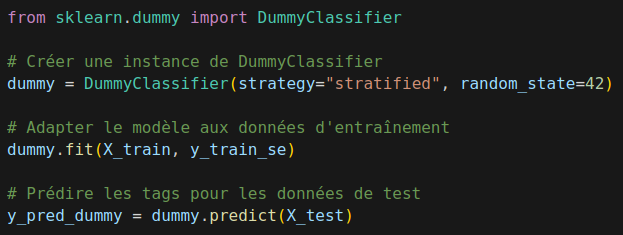 from sklearn.dummy import DummyClassifier
# Créer une instance de DummyClassifier
dummy = DummyClassifier(strategy="stratified", random_state=42)
# Adapter le modèle aux données d'entraînement
dummy.fit(X_train, y_train_se)
# Prédire les tags pour les données de test
y_pred_dummy = dummy.predict(X_test)